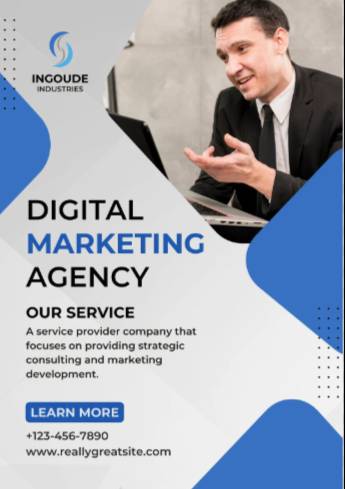 INGOUDE
INDUSTRIES
DIGITAL
MARKETING
AGENCY
OUR SERVICE
A service provider company that
focuses on providing strategic
consulting and marketing
development.
LEARN MORE
+123-456-7890
www.reallygreatsite.com